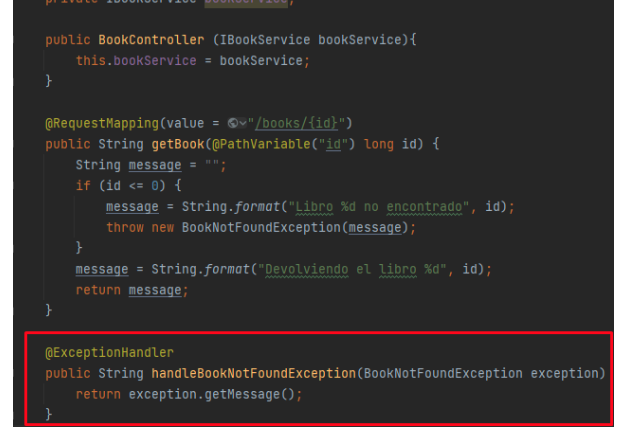 private IBookService bookService;
public BookController (IBookService bookService){
this.bookService = bookService;
}
@RequestMapping(value = "/books/{id}")
public String getBook(@PathVariable("id") long id) {
String message = "";
if (id <= 0) {
message = String.format("Libro %d no encontrado", id);
throw new BookNotFoundException(message);
}
message = String.format("Devolviendo el libro %d", id);
return message;
}
@ExceptionHandler
public String handleBookNotFoundException(BookNotFoundException exception)
return exception.getMessage();
}